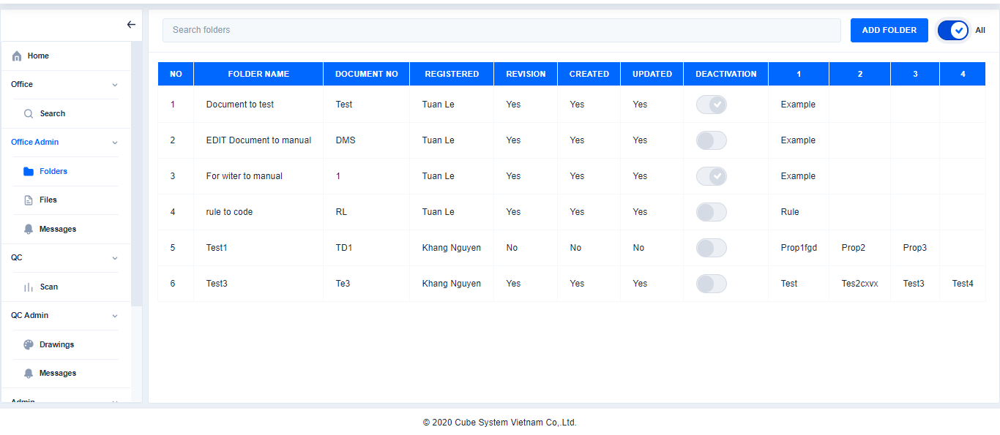 Search folders
ADD FOLDER
All
Home
Office
Search
Office Admin
Folders
Files
Messages
QC
Scan
QC Admin
Drawings
Messages
Admin
NO FOLDER NAME DOCUMENT NO REGISTERED REVISION CREATED UPDATED DEACTIVATION 1 2 3 4
1 Document to test Test Tuan Le Yes Yes Yes Example
2 EDIT Document to manual DMS Tuan Le Yes Yes Yes Example
3 For witer to manual 1 Tuan Le Yes Yes Yes Example
4 rule to code RL Tuan Le Yes Yes Yes Rule
5 Test1 TD1 Khang Nguyen No No No Prop1fgd Prop2 Prop3
6 Test3 Te3 Khang Nguyen Yes Yes Yes Test Tes2cxvx Test3 Test4
© 2020 Cube System Vietnam Co,.Ltd.